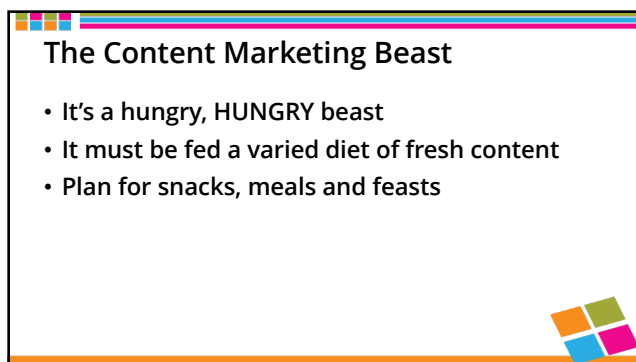 The Content Marketing Beast
• It's a hungry, HUNGRY beast
• It must be fed a varied diet of fresh content
• Plan for snacks, meals and feasts